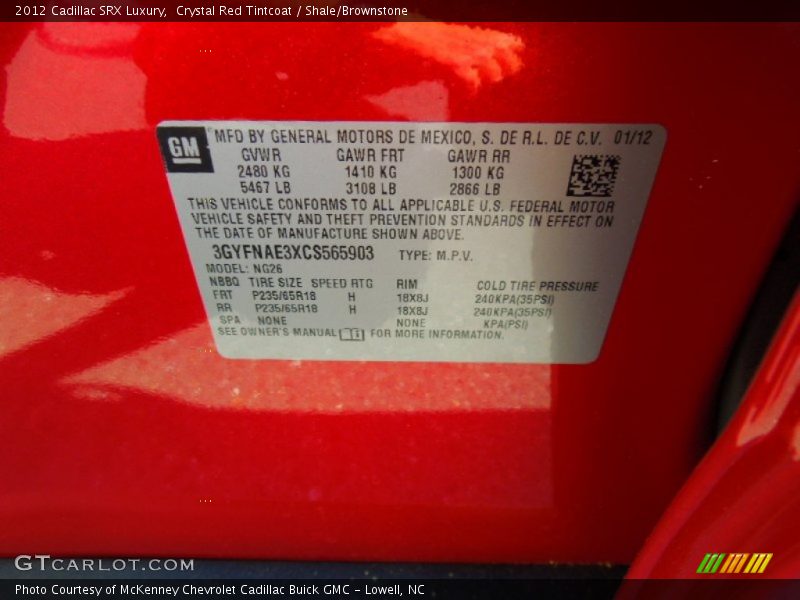 2012 Cadillac SRX Luxury,  Crystal Red Tintcoat / Shale/Brownstone
GM MFD BY GENERAL MOTORS DE MEXICO, S. DE R.L. DE C.V. 01/12
GVWR GAWR FRT GAWR RR
2480 KG 1410 KG 1300 KG
5467 LB 3108 LB 2866 LB
THIS VEHICLE CONFORMS TO ALL APPLICABLE U.S. FEDERAL MOTOR
VEHICLE SAFETY AND THEFT PREVENTION STANDARDS IN EFFECT ON
THE DATE OF MANUFACTURE SHOWN ABOVE.
3GYFNAE3XCS565903 TYPE: M.P.V.
MODEL: NG26
NBBQ TIRE SIZE SPEED RTG RIM COLD TIRE PRESSURE
FRT P235/65R18 H 18X8J 240KPA(35PSI)
RR P235/65R18 H 18X8J 240KPA(35PSI)
SPA NONE NONE KPA(PSI)
SEE OWNER'S MANUAL FOR MORE INFORMATION.
GTCARLOT.COM
Photo Courtesy of McKenney Chevrolet Cadillac Buick GMC - Lowell, NC